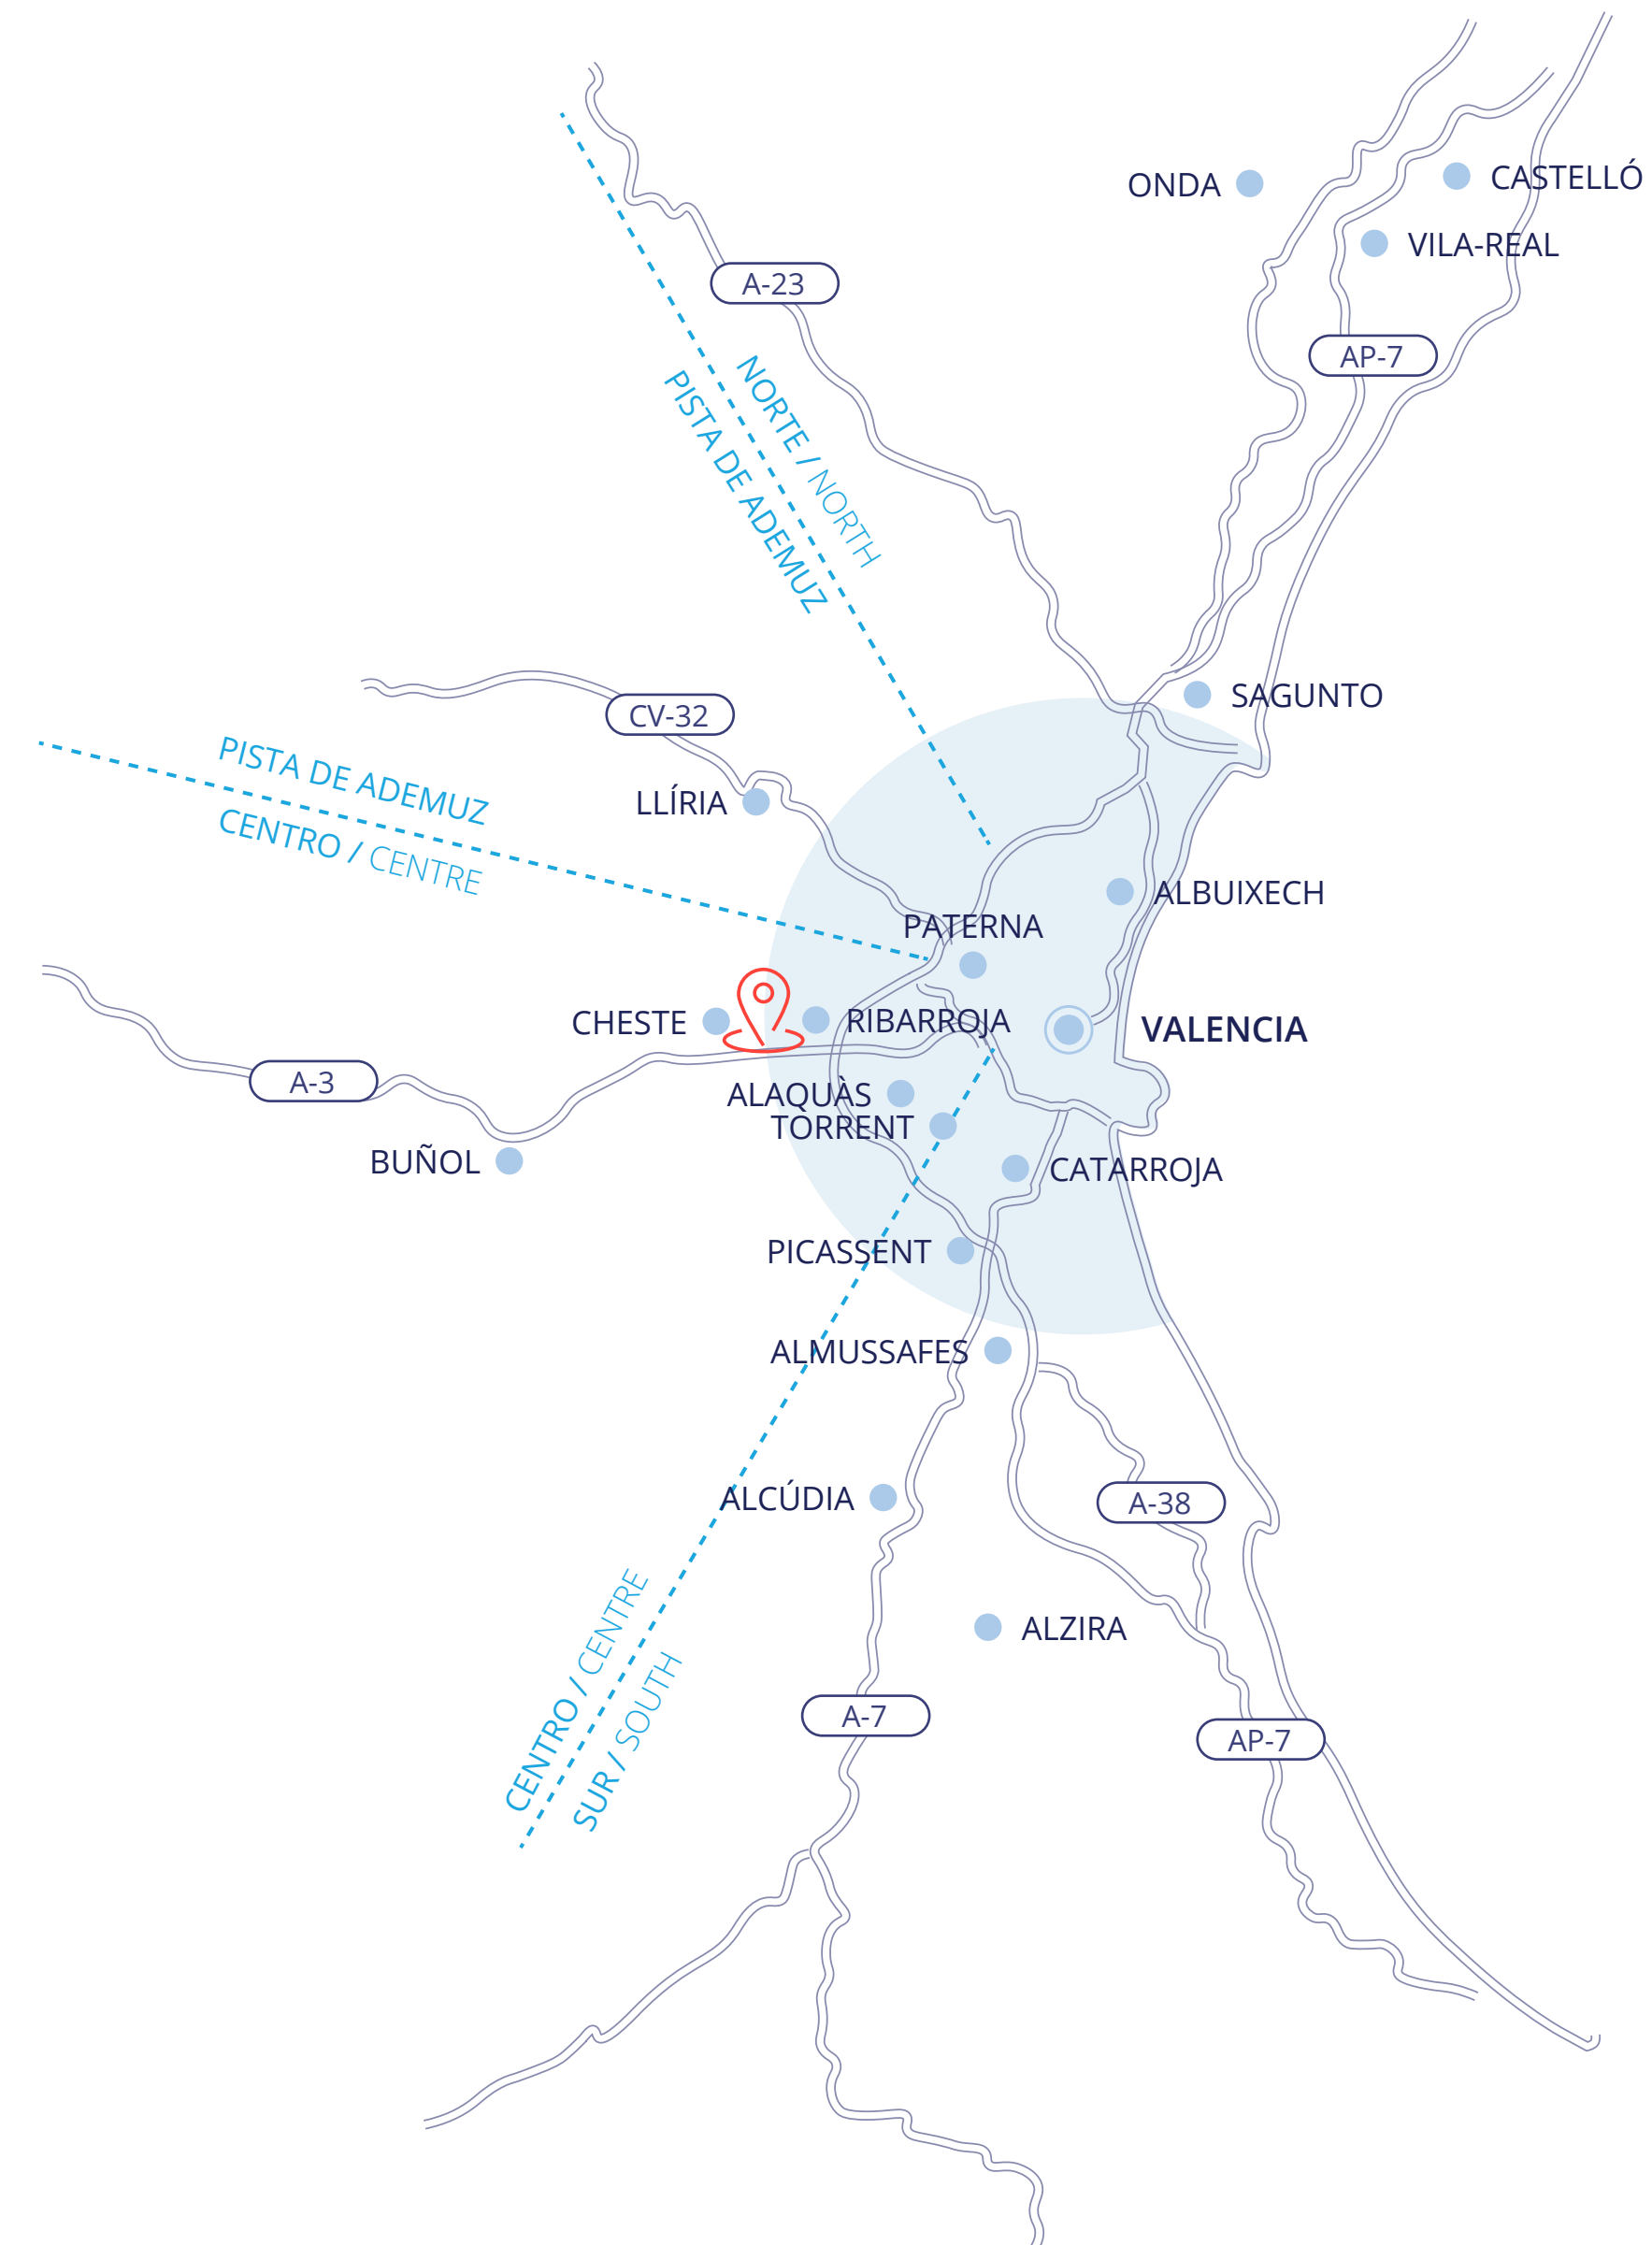 ONDA
CASTELLÓ
VILA-REAL
A-23
AP-7
NORTE / NORTH
PISTA DE ADEMUZ
SAGUNTO
CV-32
PISTA DE ADEMUZ
LLÍRIA
CENTRO / CENTRE
ALBUIXECH
PATERNA
CHESTE
RIBARROJA
VALENCIA
A-3
ALAQUÀS
TORRENT
BUÑOL
CATARROJA
PICASSENT
ALMUSSAFES
ALCÚDIA
A-38
CENTRO / CENTRE
ALZIRA
SUR / SOUTH
A-7
AP-7